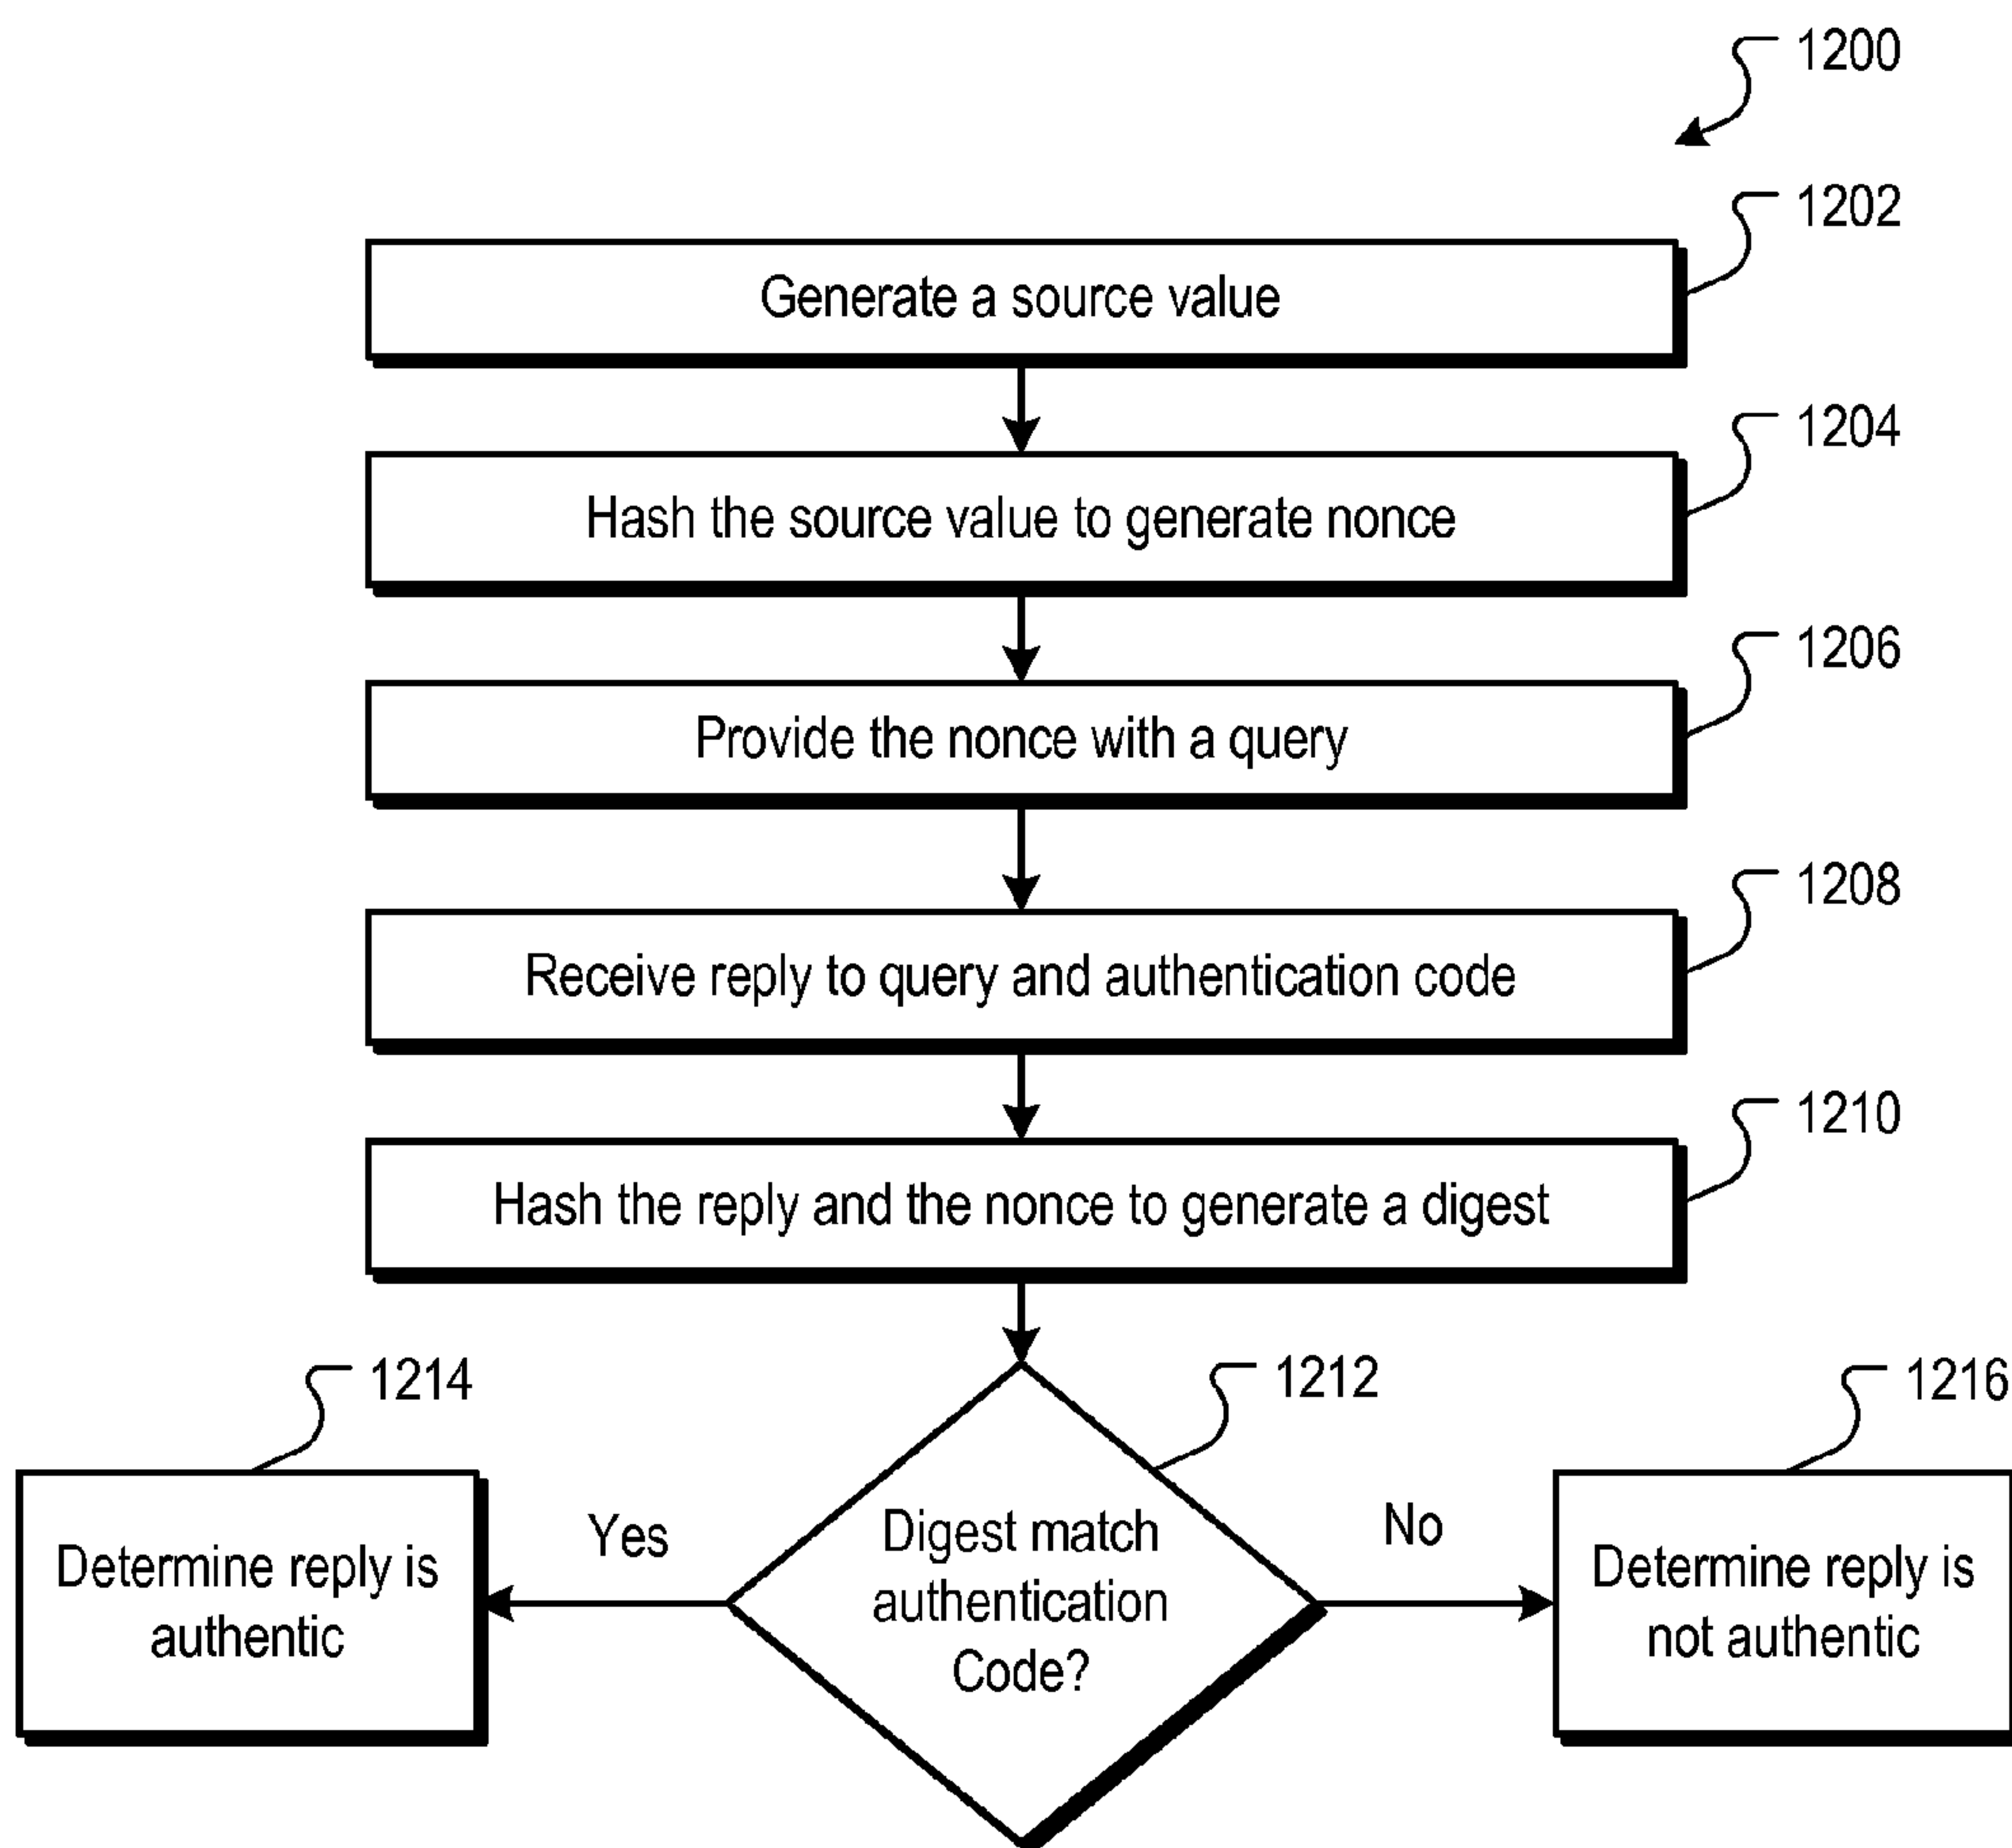 1200
1202
Generate a source value
1204
Hash the source value to generate nonce
1206
Provide the nonce with a query
1208
Receive reply to query and authentication code
1210
Hash the reply and the nonce to generate a digest
1214
1212
1216
Yes
No
Digest match
authentication
Code?
Determine reply is
authentic
Determine reply is
not authentic